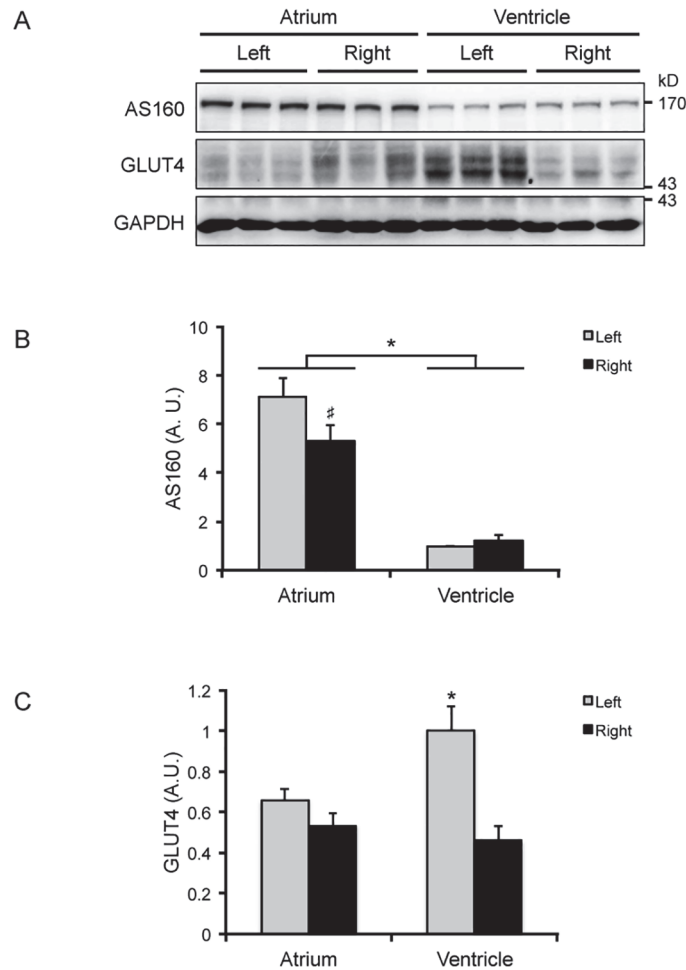 A
Atrium Ventricle
Left Right Left Right
kD
AS160 170
GLUT4
43
43
GAPDH
B
10
8
6
4
2
0
AS160 (A. U.)
*
♯
Left
Right
Atrium Ventricle
C
1.2
1
0.8
0.6
0.4
0.2
0
GLUT4 (A.U.)
*
Left
Right
Atrium Ventricle